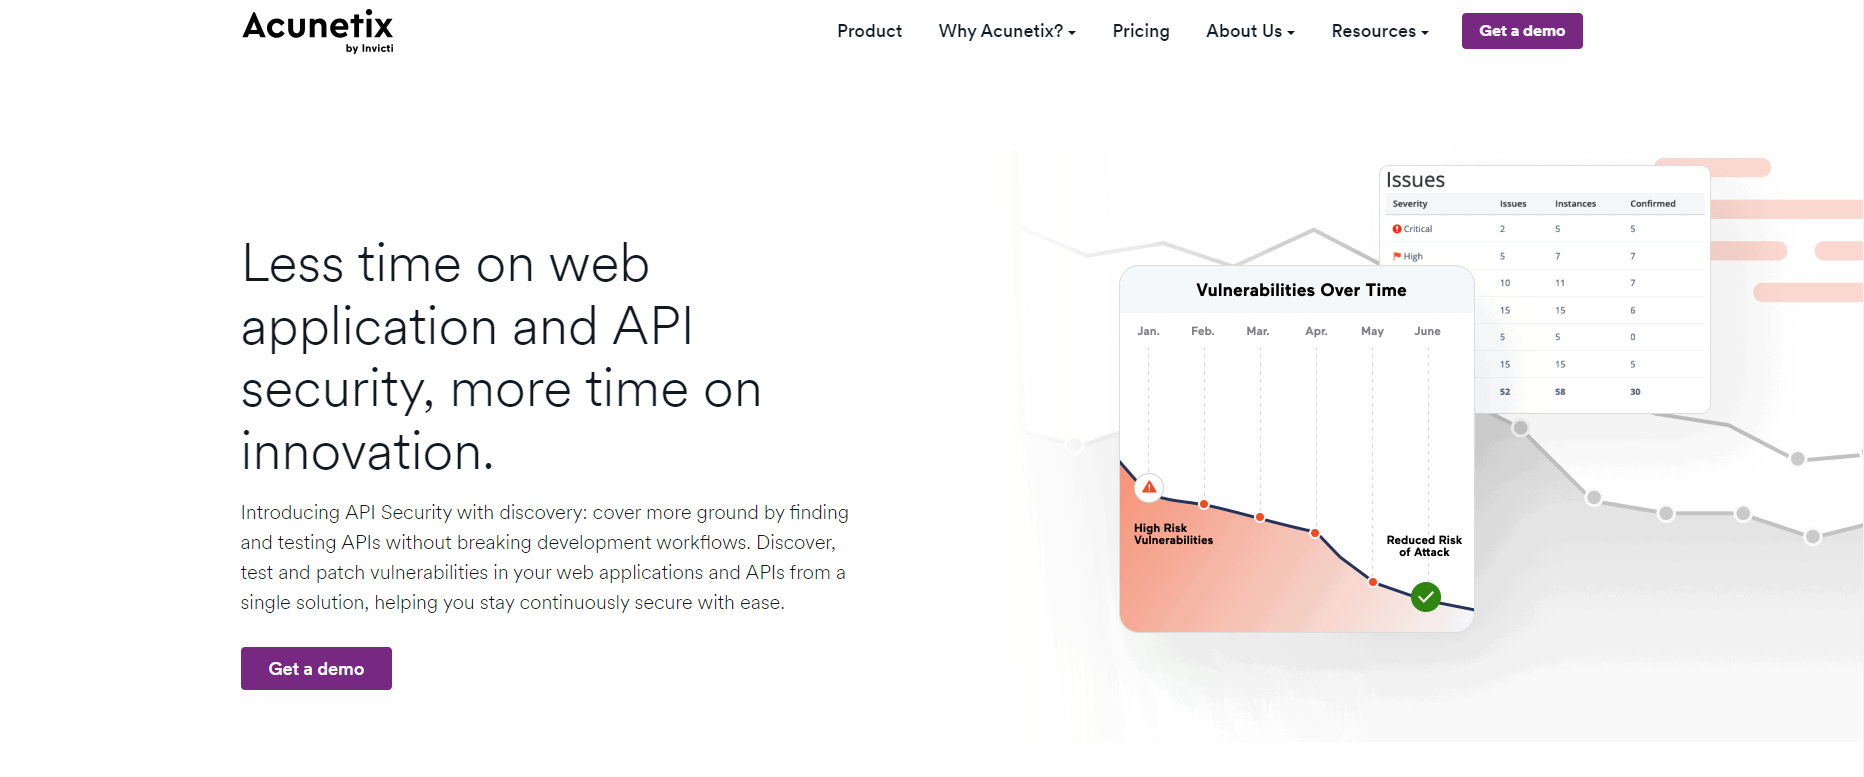 Acunetix
by Invicti
Product
Why Acunetix?
Pricing
About Us
Resources
Get a demo
Less time on web
application and API
security, more time on
innovation.
Introducing API Security with discovery: cover more ground by finding
and testing APIs without breaking development workflows. Discover,
test and patch vulnerabilities in your web applications and APIs from a
single solution, helping you stay continuously secure with ease.
Get a demo
Issues
Severity Issues Instances Confirmed
Critical 2 5 5
High 5 7 7
10 11 7
15 15 6
5 5 0
15 15 5
52 58 30
Vulnerabilities Over Time
Jan. Feb. Mar. Apr. May June
High Risk
Vulnerabilities
Reduced Risk
of Attack